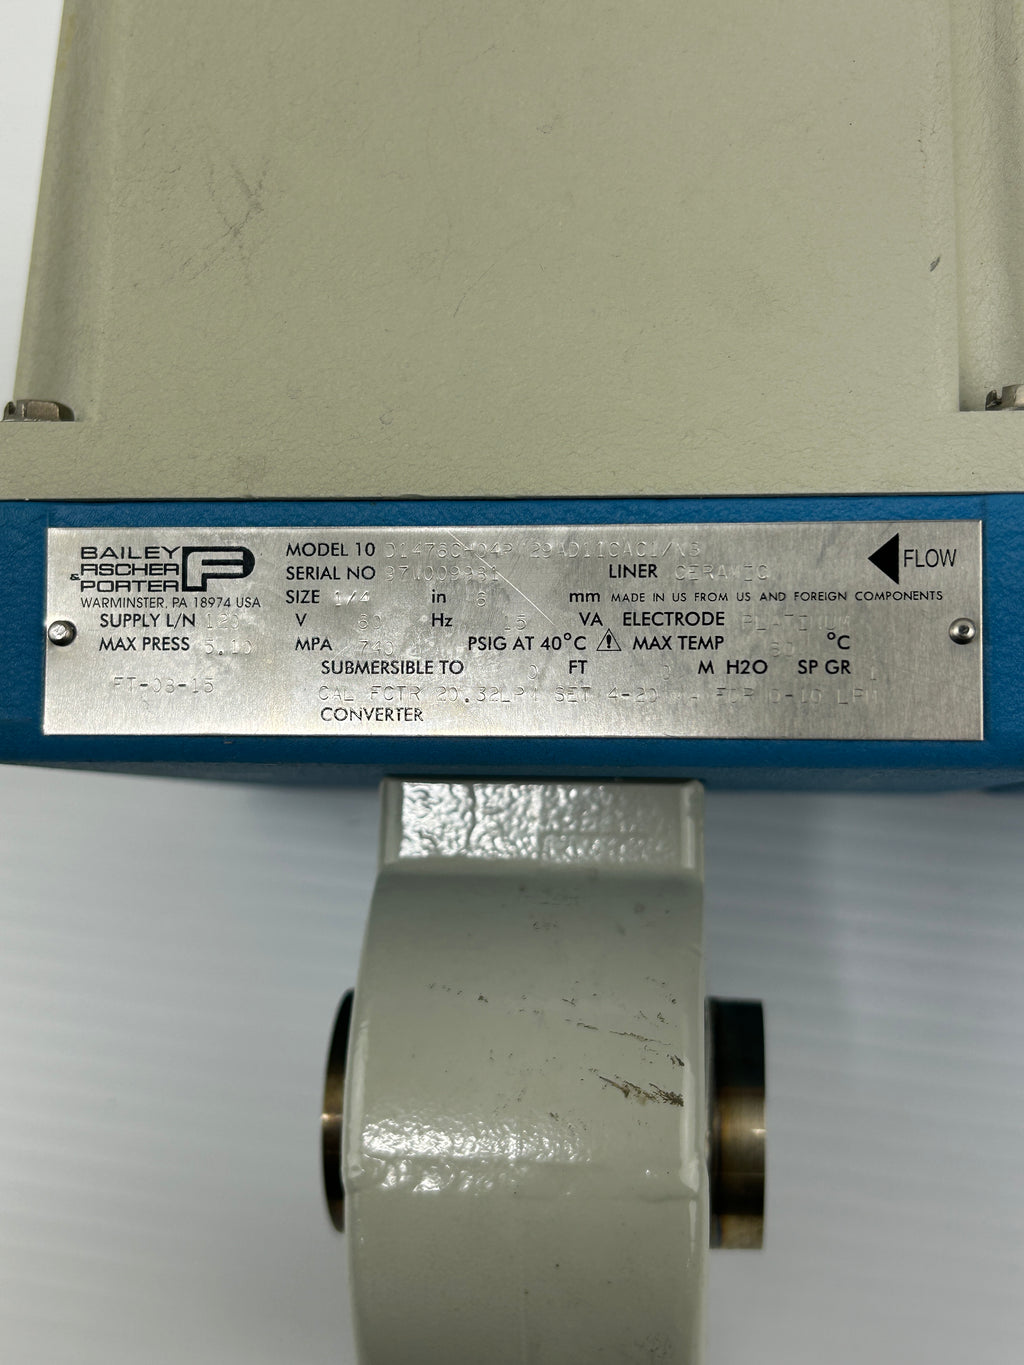 BAILEY
FISCHER
& PORTER
WARMINSTER, PA 18974 USA
MODEL 10
SERIAL NO LINER CERAMIC FLOW
SIZE 1/4 in 6 mm MADE IN US FROM US AND FOREIGN COMPONENTS
SUPPLY L/N 120 V 60 Hz 15 VA ELECTRODE PLATINUM
MAX PRESS 5.10 MPA 740 PSIG AT 40°C ⚠ MAX TEMP °C
SUBMERSIBLE TO 0 FT 0 M H2O SP GR 1
FT-08-15 CAL FCTR 20.32LPM SET 4-20 MA FOR 0-10 LPM
CONVERTER